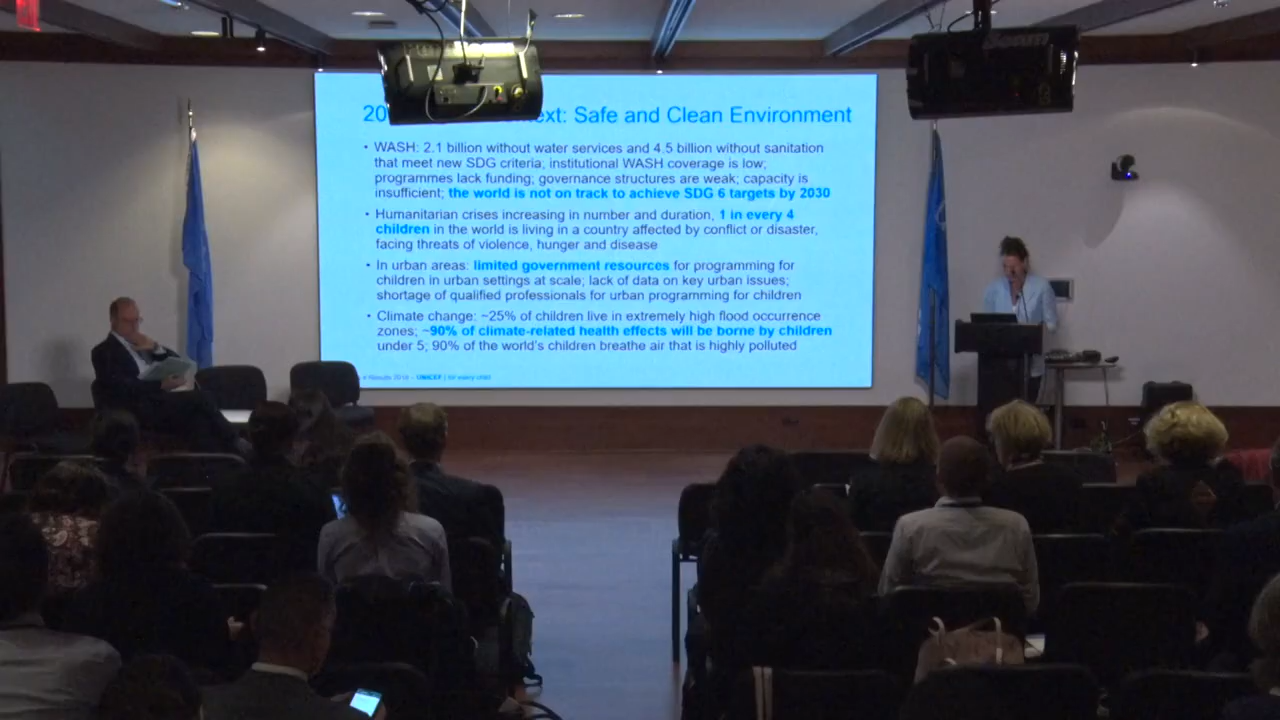 20 ext: Safe and Clean Environment
• WASH: 2.1 billion without water services and 4.5 billion without sanitation
that meet new SDG criteria; institutional WASH coverage is low;
programmes lack funding; governance structures are weak; capacity is
insufficient; the world is not on track to achieve SDG 6 targets by 2030
• Humanitarian crises increasing in number and duration, 1 in every 4
children in the world is living in a country affected by conflict or disaster,
facing threats of violence, hunger and disease
• In urban areas: limited government resources for programming for
children in urban settings at scale; lack of data on key urban issues;
shortage of qualified professionals for urban programming for children
• Climate change: ~25% of children live in extremely high flood occurrence
zones; ~90% of climate-related health effects will be borne by children
under 5; 90% of the world's children breathe air that is highly polluted
Results 2018 – UNICEF | for every child